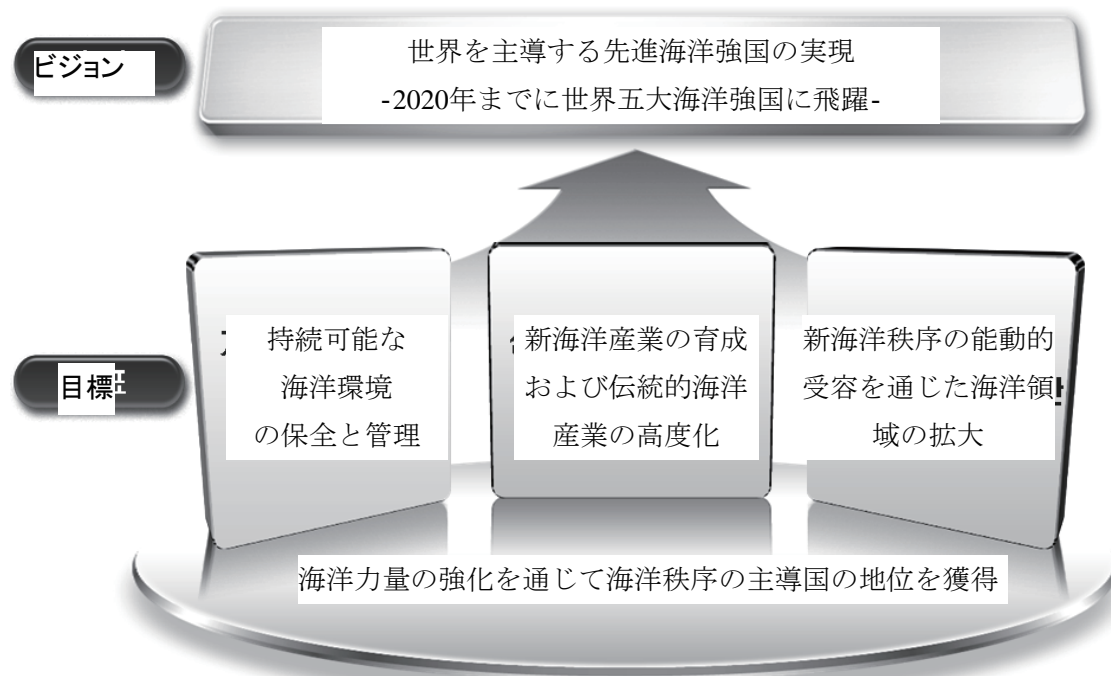 ビジョン
世界を主導する先進海洋強国の実現
-2020年までに世界五大海洋強国に飛躍-
目標
持続可能な
海洋環境
の保全と管理
新海洋産業の育成
および伝統的海洋
産業の高度化
新海洋秩序の能動的
受容を通じた海洋領
域の拡大
海洋力量の強化を通じて海洋秩序の主導国の地位を獲得